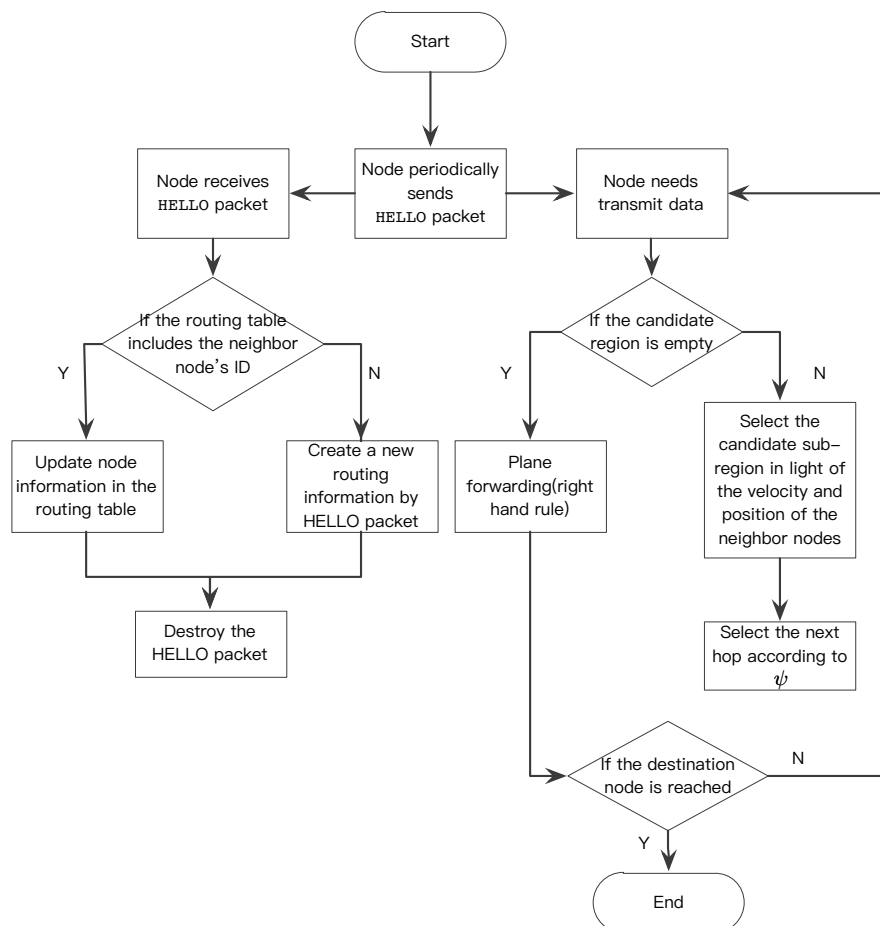 Start
Node receives
HELLO packet
Node periodically
sends
HELLO packet
Node needs
transmit data
If the routing table
includes the neighbor
node's ID
Y
N
If the candidate
region is empty
Y
N
Update node
information in the
routing table
Create a new
routing
information by
HELLO packet
Plane
forwarding(right
hand rule)
Select the
candidate sub-
region in light of
the velocity and
position of the
neighbor nodes
Destroy the
HELLO packet
Select the next
hop according to
ψ
If the destination
node is reached
N
Y
End